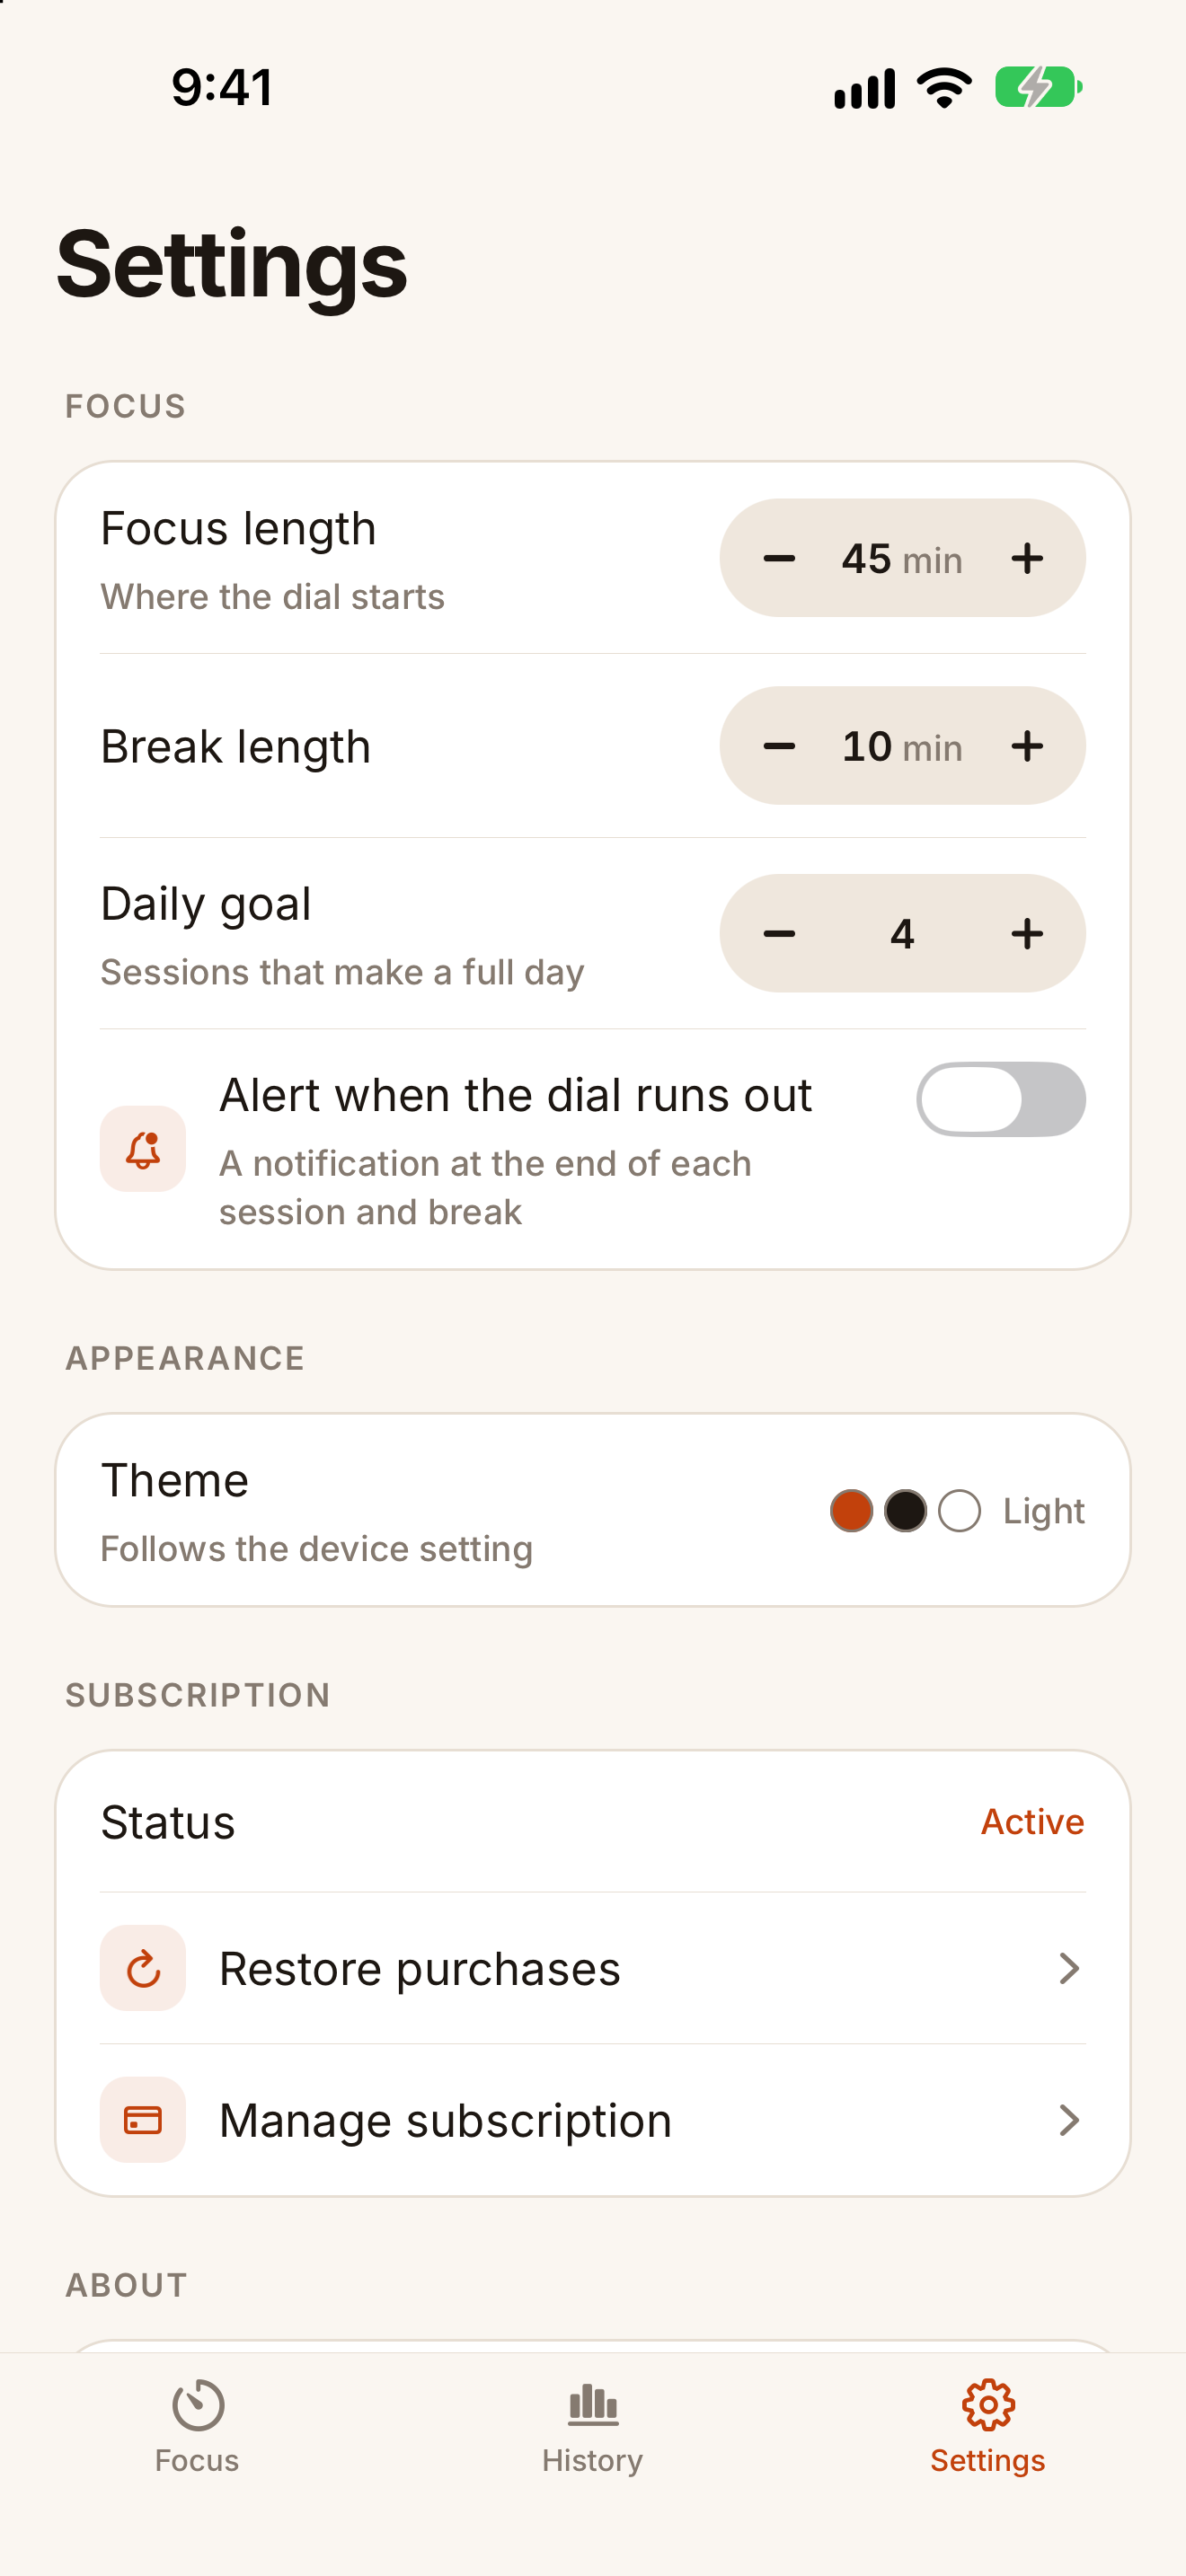 9:41
Settings
FOCUS
Focus length
Where the dial starts
45 min
Break length
10 min
Daily goal
Sessions that make a full day
4
Alert when the dial runs out
A notification at the end of each
session and break
APPEARANCE
Theme
Follows the device setting
Light
SUBSCRIPTION
Status
Active
Restore purchases
Manage subscription
ABOUT
Focus
History
Settings